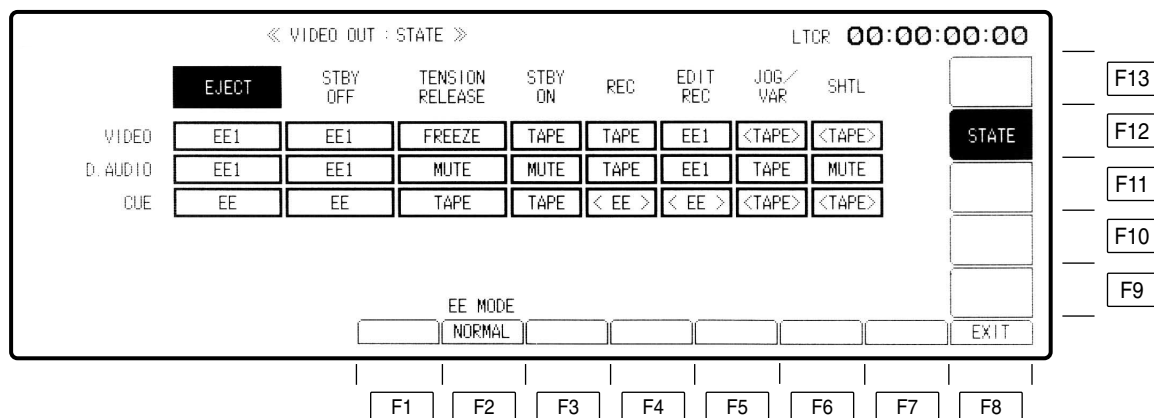 ≪ VIDEO OUT : STATE ≫ LTCR 00:00:00:00
EJECT STBY OFF TENSION RELEASE STBY ON REC EDIT REC JOG/ VAR SHTL
F13
VIDEO EE1 EE1 FREEZE TAPE TAPE EE1 <TAPE> <TAPE> STATE F12
D.AUDIO EE1 EE1 MUTE MUTE TAPE EE1 TAPE MUTE F11
CUE EE EE TAPE TAPE < EE > < EE > <TAPE> <TAPE>
F10
F9
EE MODE
NORMAL EXIT
F1 F2 F3 F4 F5 F6 F7 F8